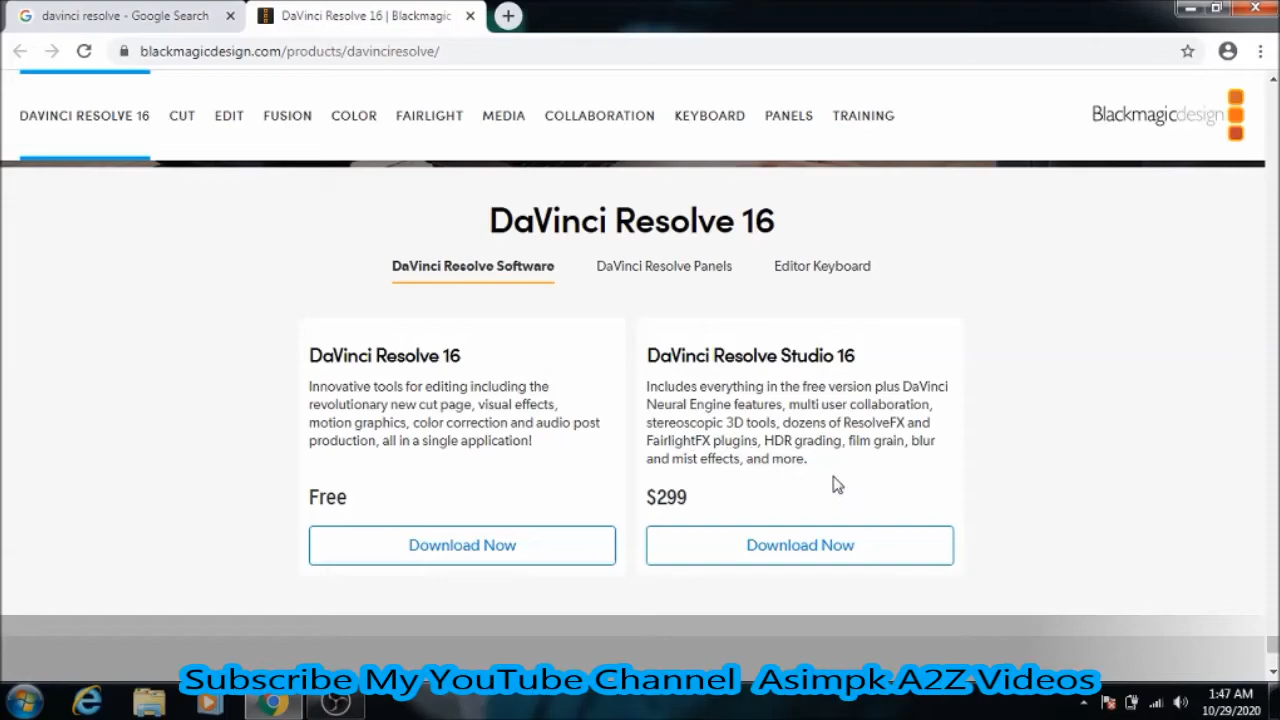 davinci resolve - Google Search
DaVinci Resolve 16 | Blackmagic
blackmagicdesign.com/products/davinciresolve/
DAVINCI RESOLVE 16 CUT EDIT FUSION COLOR FAIRLIGHT MEDIA COLLABORATION KEYBOARD PANELS TRAINING
Blackmagicdesign
DaVinci Resolve 16
DaVinci Resolve Software DaVinci Resolve Panels Editor Keyboard
DaVinci Resolve 16
Innovative tools for editing including the
revolutionary new cut page, visual effects,
motion graphics, color correction and audio post
production, all in a single application!
Free
Download Now
DaVinci Resolve Studio 16
Includes everything in the free version plus DaVinci
Neural Engine features, multi user collaboration,
stereoscopic 3D tools, dozens of ResolveFX and
FairlightFX plugins, HDR grading, film grain, blur
and mist effects, and more.
$299
Download Now
Subscribe My YouTube Channel Asimpk A2Z Videos
1:47 AM
10/29/2020